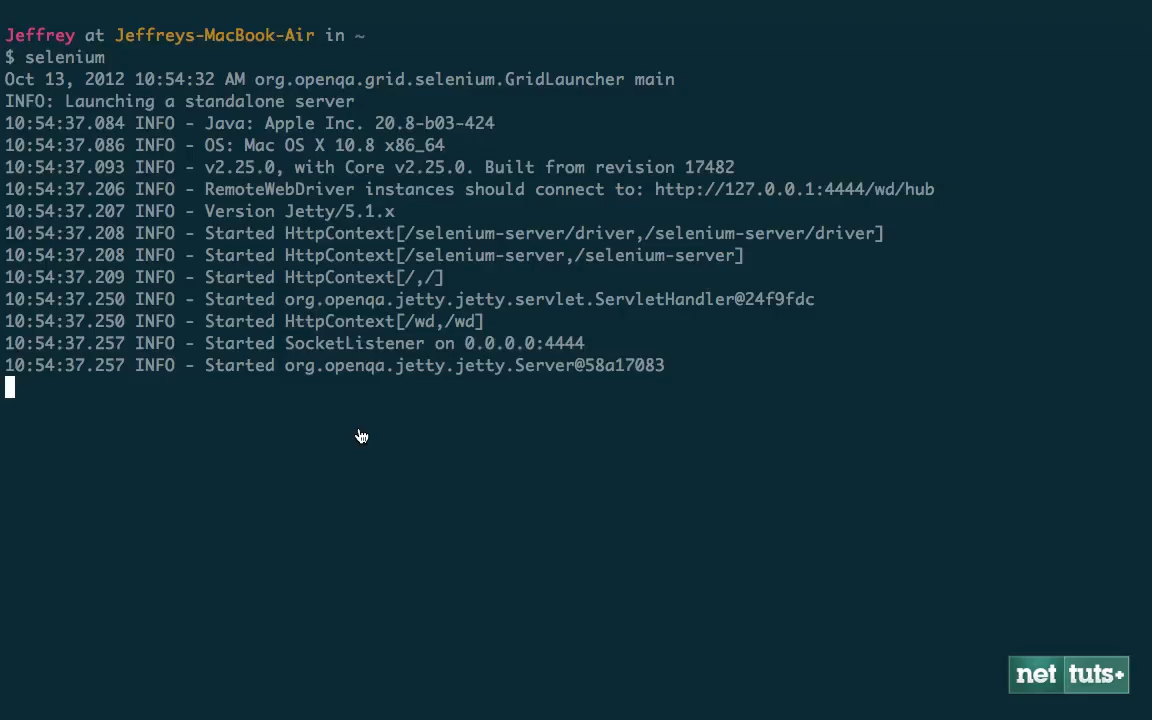 Jeffrey at Jeffreys-MacBook-Air in ~
$ selenium
Oct 13, 2012 10:54:32 AM org.openqa.grid.selenium.GridLauncher main
INFO: Launching a standalone server
10:54:37.084 INFO - Java: Apple Inc. 20.8-b03-424
10:54:37.086 INFO - OS: Mac OS X 10.8 x86_64
10:54:37.093 INFO - v2.25.0, with Core v2.25.0. Built from revision 17482
10:54:37.206 INFO - RemoteWebDriver instances should connect to: http://127.0.0.1:4444/wd/hub
10:54:37.207 INFO - Version Jetty/5.1.x
10:54:37.208 INFO - Started HttpContext[/selenium-server/driver,/selenium-server/driver]
10:54:37.208 INFO - Started HttpContext[/selenium-server,/selenium-server]
10:54:37.209 INFO - Started HttpContext[/,/]
10:54:37.250 INFO - Started org.openqa.jetty.jetty.servlet.ServletHandler@24f9fdc
10:54:37.250 INFO - Started HttpContext[/wd,/wd]
10:54:37.257 INFO - Started SocketListener on 0.0.0.0:4444
10:54:37.257 INFO - Started org.openqa.jetty.jetty.Server@58a17083
net tuts+